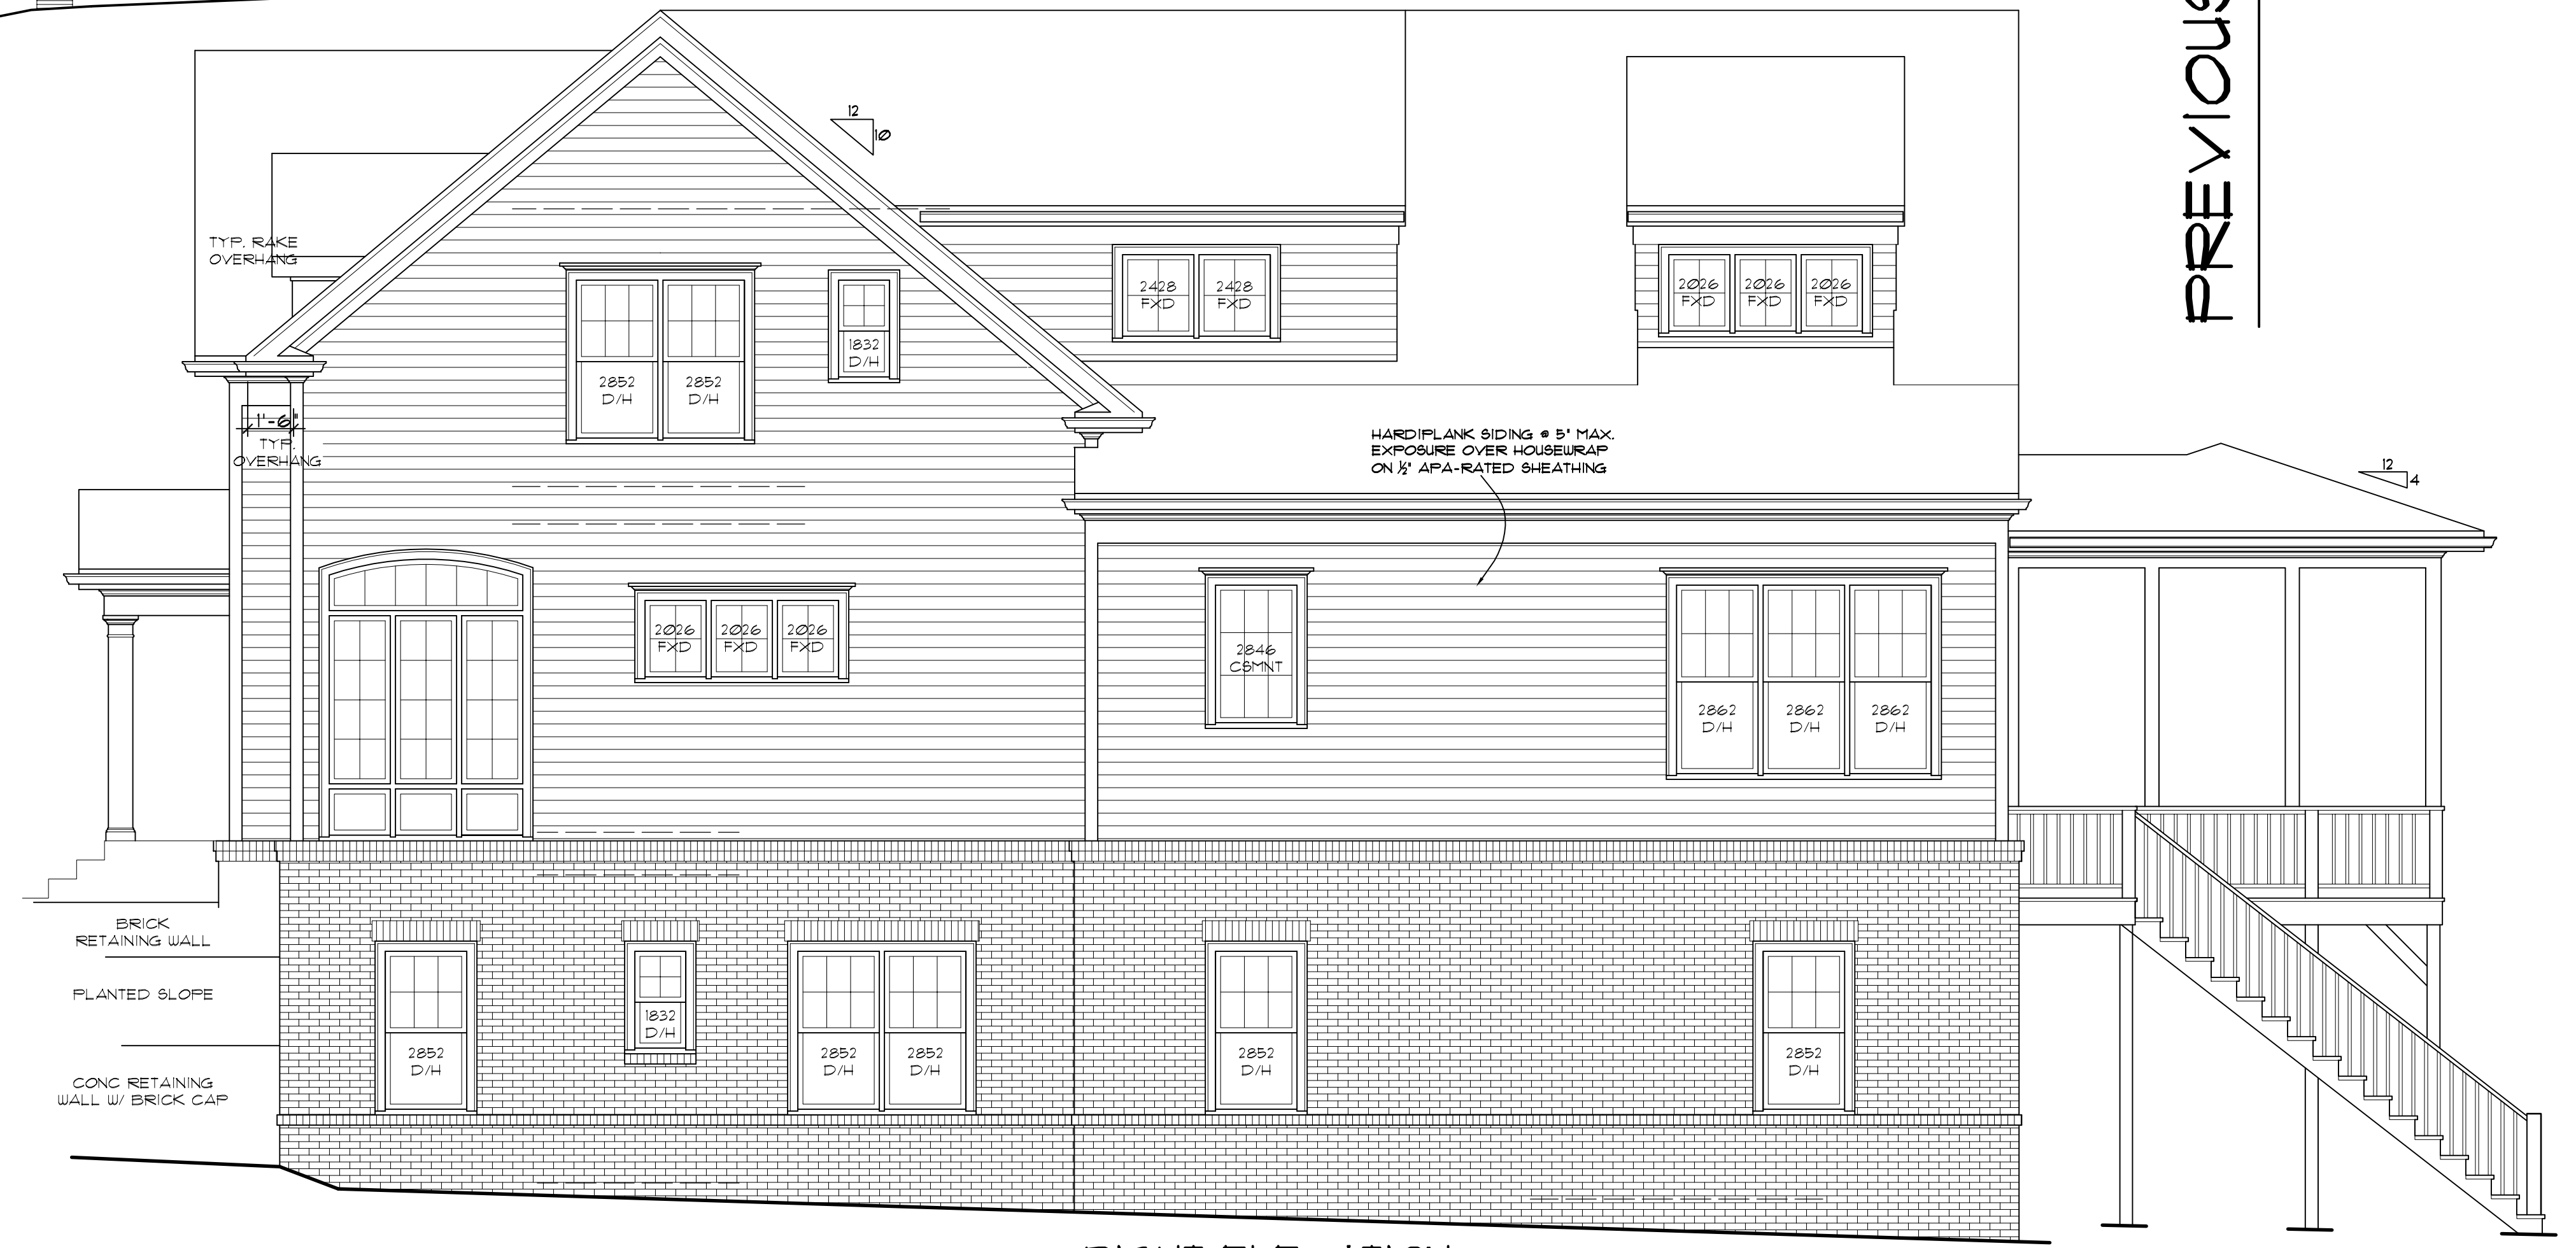 PREVIOUS
12
10
TYP. RAKE
OVERHANG
2428
FXD
2428
FXD
2026
FXD
2026
FXD
2026
FXD
1832
D/H
2852
D/H
2852
D/H
1'-6"
TYP.
OVERHANG
HARDIPLANK SIDING @ 5" MAX.
EXPOSURE OVER HOUSEWRAP
ON ½" APA-RATED SHEATHING
12
4
2026
FXD
2026
FXD
2026
FXD
2846
CSMNT
2862
D/H
2862
D/H
2862
D/H
BRICK
RETAINING WALL
PLANTED SLOPE
CONC RETAINING
WALL W/ BRICK CAP
2852
D/H
1832
D/H
2852
D/H
2852
D/H
2852
D/H
2852
D/H